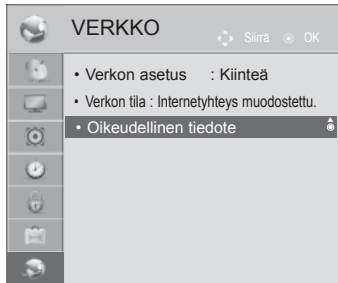 VERKKO
Siirrä OK
• Verkon asetus : Kiinteä
• Verkon tila : Internetyhteys muodostettu.
• Oikeudellinen tiedote